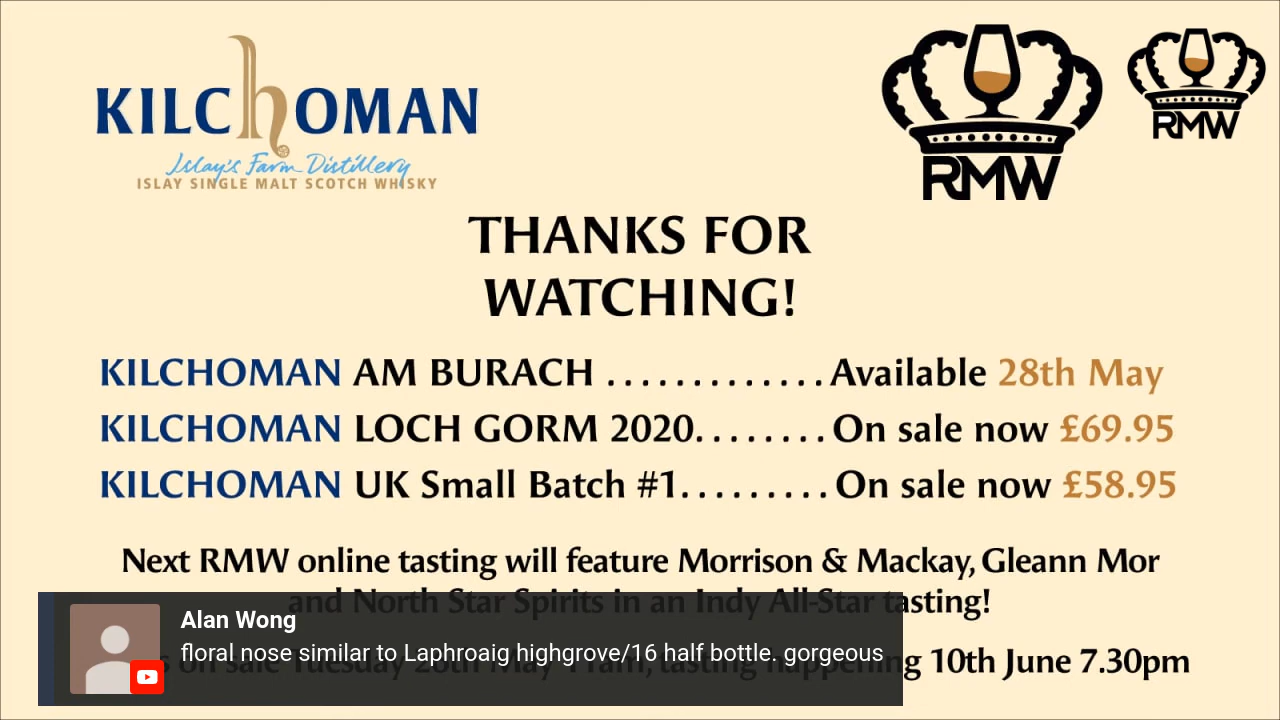 KILCHOMAN
Islay's Farm Distillery
ISLAY SINGLE MALT SCOTCH WHISKY
RMW
RMW
THANKS FOR
WATCHING!
KILCHOMAN AM BURACH .............Available 28th May
KILCHOMAN LOCH GORM 2020........On sale now £69.95
KILCHOMAN UK Small Batch #1.........On sale now £58.95
Next RMW online tasting will feature Morrison & Mackay, Gleann Mor
and North Star Spirits in an Indy All-Star tasting!
Alan Wong
floral nose similar to Laphroaig highgrove/16 half bottle. gorgeous
on sale Tuesday 26th May 11am, tasting happening 10th June 7.30pm